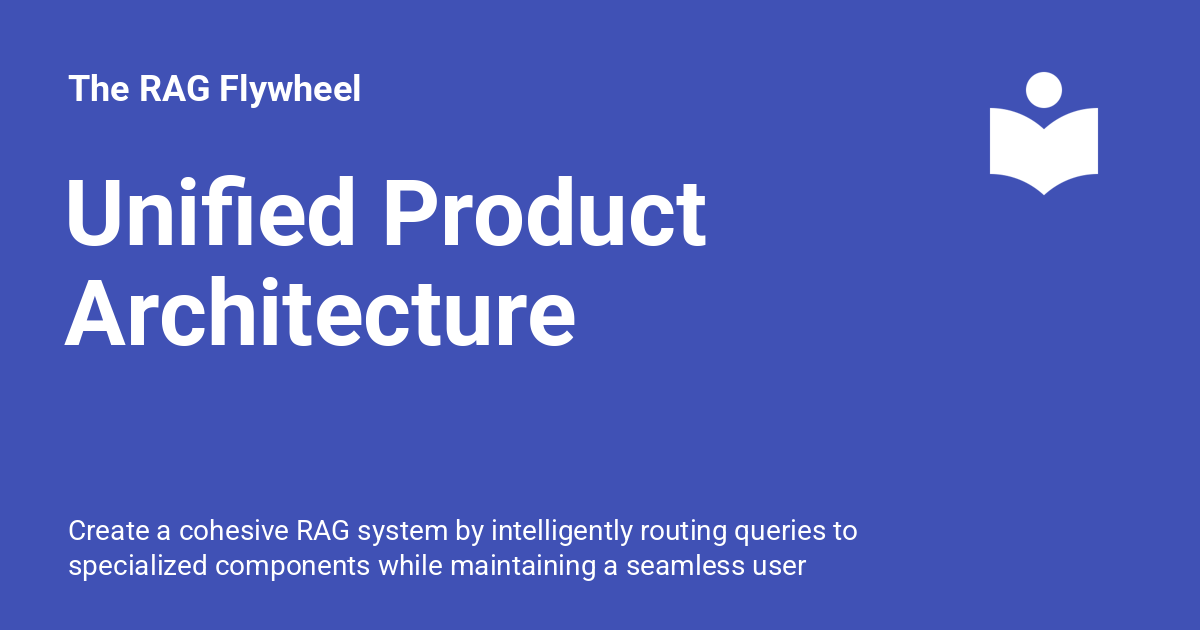 The RAG Flywheel
Unified Product
Architecture
Create a cohesive RAG system by intelligently routing queries to
specialized components while maintaining a seamless user